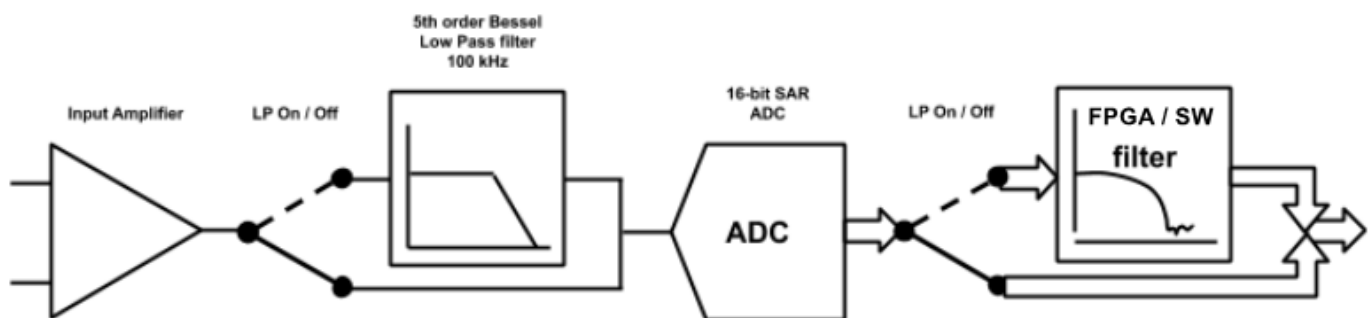 5th order Bessel
Low Pass filter
100 kHz
Input Amplifier
LP On / Off
16-bit SAR
ADC
LP On / Off
FPGA / SW
filter
ADC